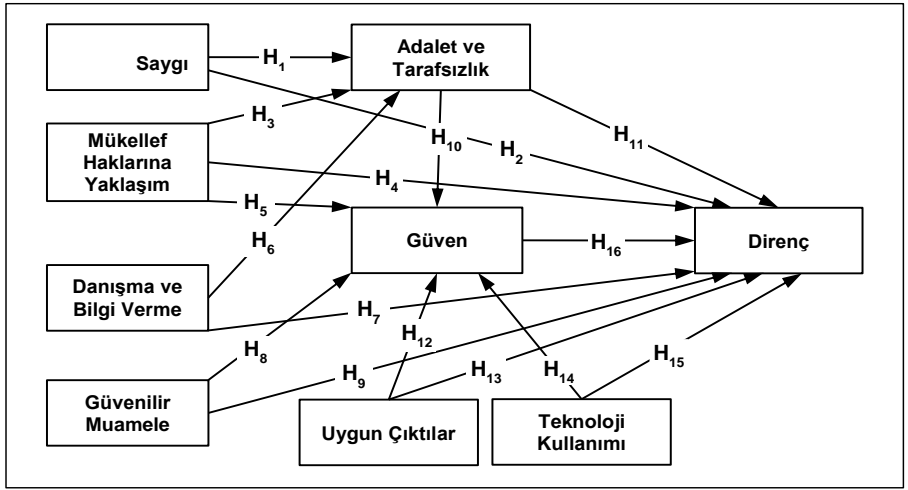 Saygı
H1
Adalet ve
Tarafsızlık
H3
H10
H2
H11
Mükellef
Haklarına
Yaklaşım
H4
H5
Güven
H16
Direnç
H6
Danışma ve
Bilgi Verme
H7
H8
H12
H9
H13
H14
H15
Güvenilir
Muamele
Uygun Çıktılar
Teknoloji
Kullanımı